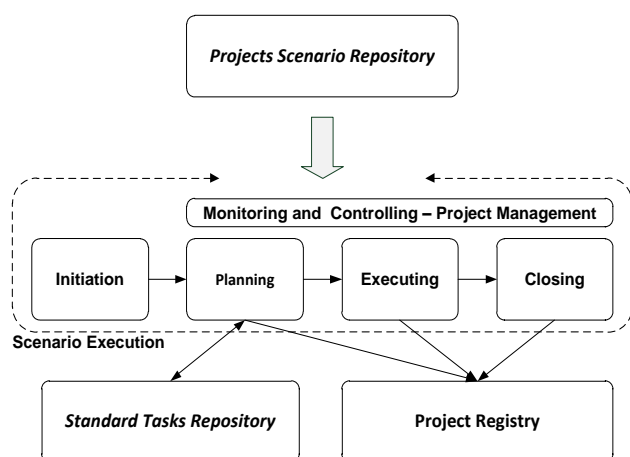 Projects Scenario Repository
Monitoring and Controlling – Project Management
Initiation
Planning
Executing
Closing
Scenario Execution
Standard Tasks Repository
Project Registry